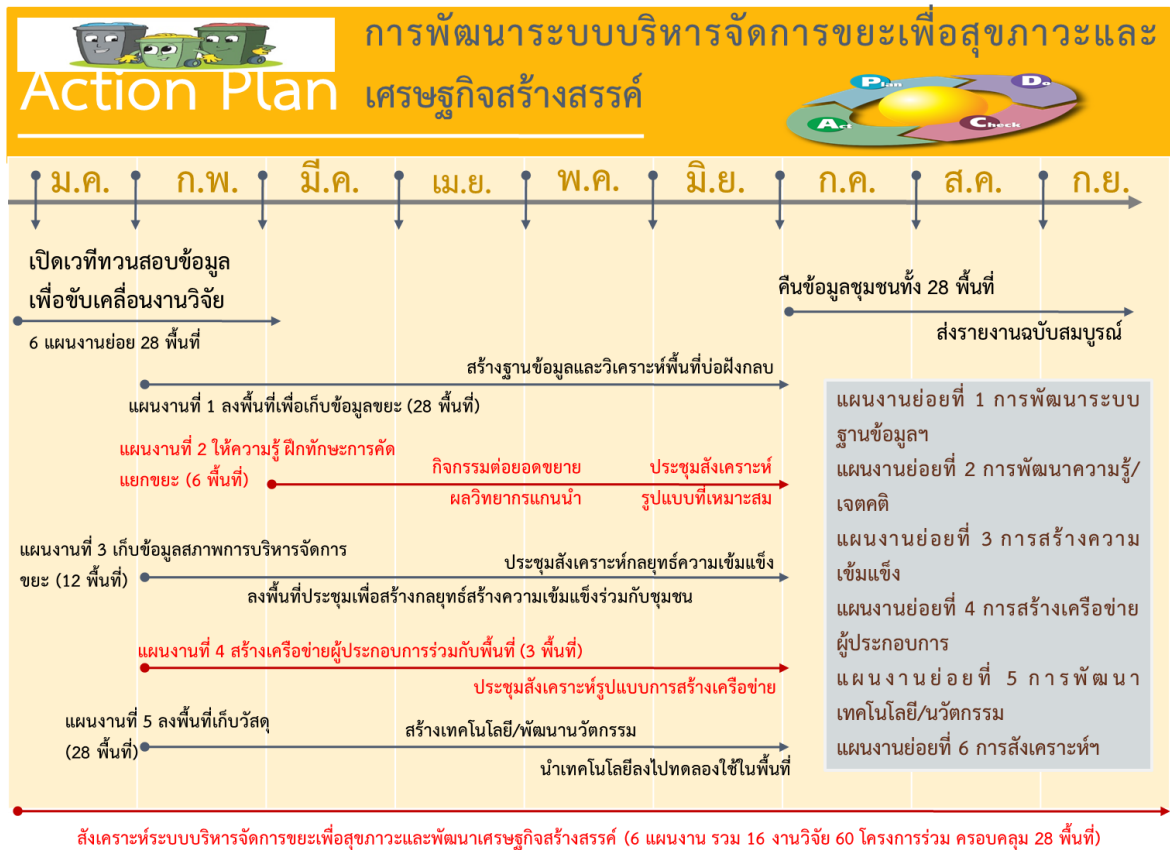 การพัฒนาระบบบริหารจัดการขยะเพื่อสุขภาวะและ
เศรษฐกิจสร้างสรรค์
Action Plan
Plan
Do
Check
Act
ม.ค. ก.พ. มี.ค. เม.ย. พ.ค. มิ.ย. ก.ค. ส.ค. ก.ย.
เปิดเวทีทวนสอบข้อมูล
เพื่อขับเคลื่อนงานวิจัย
6 แผนงานย่อย 28 พื้นที่
คืนข้อมูลชุมชนทั้ง 28 พื้นที่
ส่งรายงานฉบับสมบูรณ์
สร้างฐานข้อมูลและวิเคราะห์พื้นที่บ่อฝังกลบ
แผนงานที่ 1 ลงพื้นที่เพื่อเก็บข้อมูลขยะ (28 พื้นที่)
แผนงานที่ 2 ให้ความรู้ ฝึกทักษะการคัด
แยกขยะ (6 พื้นที่)
กิจกรรมต่อยอดขยาย
ผลวิทยากรแกนนำ
ประชุมสังเคราะห์
รูปแบบที่เหมาะสม
แผนงานที่ 3 เก็บข้อมูลสภาพการบริหารจัดการ
ขยะ (12 พื้นที่)
ประชุมสังเคราะห์กลยุทธ์ความเข้มแข็ง
ลงพื้นที่ประชุมเพื่อสร้างกลยุทธ์สร้างความเข้มแข็งร่วมกับชุมชน
แผนงานที่ 4 สร้างเครือข่ายผู้ประกอบการร่วมกับพื้นที่ (3 พื้นที่)
ประชุมสังเคราะห์รูปแบบการสร้างเครือข่าย
แผนงานที่ 5 ลงพื้นที่เก็บวัสดุ
(28 พื้นที่)
สร้างเทคโนโลยี/พัฒนานวัตกรรม
นำเทคโนโลยีลงไปทดลองใช้ในพื้นที่
แผนงานย่อยที่ 1 การพัฒนาระบบ
ฐานข้อมูลฯ
แผนงานย่อยที่ 2 การพัฒนาความรู้/
เจตคติ
แผนงานย่อยที่ 3 การสร้างความ
เข้มแข็ง
แผนงานย่อยที่ 4 การสร้างเครือข่าย
ผู้ประกอบการ
แผนงานย่อยที่ 5 การพัฒนา
เทคโนโลยี/นวัตกรรม
แผนงานย่อยที่ 6 การสังเคราะห์ฯ
สังเคราะห์ระบบบริหารจัดการขยะเพื่อสุขภาวะและพัฒนาเศรษฐกิจสร้างสรรค์ (6 แผนงาน รวม 16 งานวิจัย 60 โครงการร่วม ครอบคลุม 28 พื้นที่)